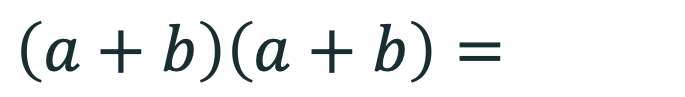 (a + b)(a + b) =